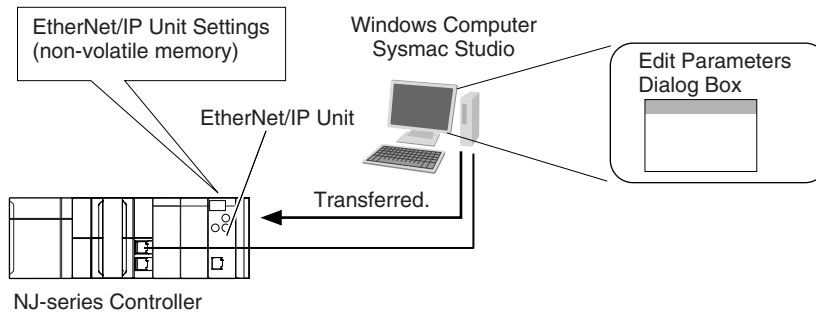 EtherNet/IP Unit Settings
(non-volatile memory)
Windows Computer
Sysmac Studio
Edit Parameters
Dialog Box
EtherNet/IP Unit
Transferred.
NJ-series Controller